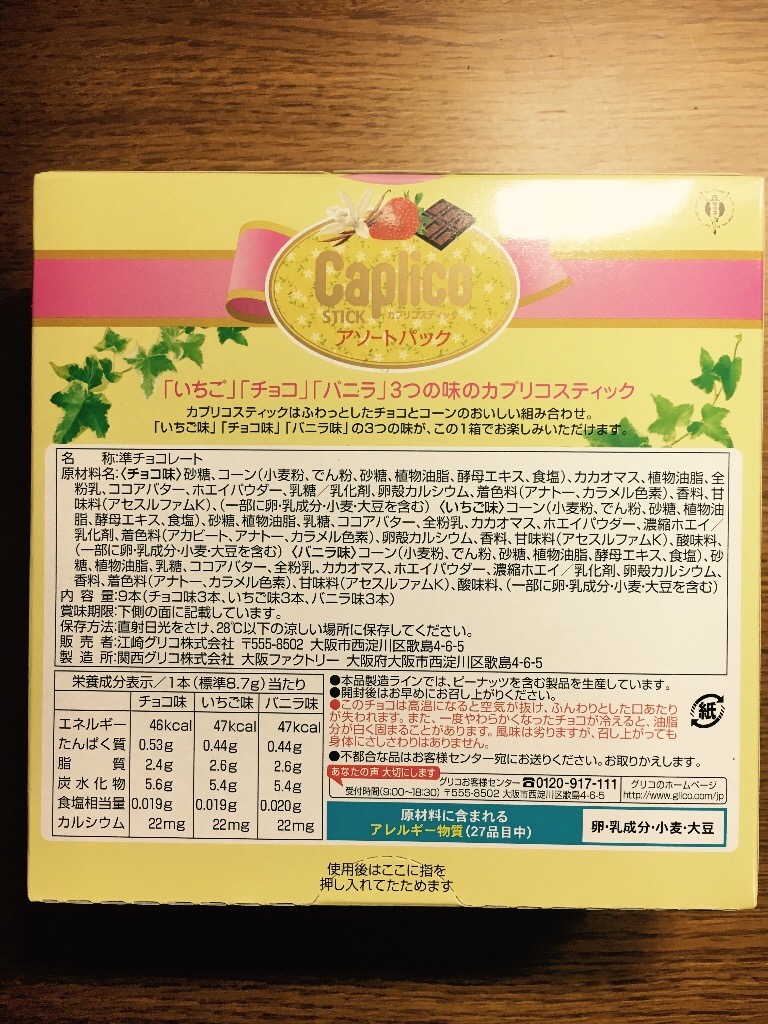 Caplico
STICK カプリコスティック
アソートパック
「いちご」「チョコ」「バニラ」3つの味のカプリコスティック
カプリコスティックはふわっとしたチョコとコーンのおいしい組み合わせ。
「いちご味」「チョコ味」「バニラ味」の3つの味が、この1箱でお楽しみいただけます。
名 称:準チョコレート
原材料名:〈チョコ味〉砂糖、コーン(小麦粉、でん粉、砂糖、植物油脂、酵母エキス、食塩)、カカオマス、植物油脂、全
粉乳、ココアバター、ホエイパウダー、乳糖/乳化剤、卵殻カルシウム、着色料(アナトー、カラメル色素)、香料、甘
味料(アセスルファムK)、(一部に卵・乳成分・小麦・大豆を含む) 〈いちご味〉コーン(小麦粉、でん粉、砂糖、植物油
脂、酵母エキス、食塩)、砂糖、植物油脂、乳糖、ココアバター、全粉乳、カカオマス、ホエイパウダー、濃縮ホエイ/
乳化剤、着色料(アカビート、アナトー、カラメル色素)、卵殻カルシウム、香料、甘味料(アセスルファムK)、酸味料、
(一部に卵・乳成分・小麦・大豆を含む) 〈バニラ味〉コーン(小麦粉、でん粉、砂糖、植物油脂、酵母エキス、食塩)、砂
糖、植物油脂、乳糖、ココアバター、全粉乳、カカオマス、ホエイパウダー、濃縮ホエイ/乳化剤、卵殻カルシウム、
香料、着色料(アナトー、カラメル色素)、甘味料(アセスルファムK)、酸味料、(一部に卵・乳成分・小麦・大豆を含む)
内 容 量:9本(チョコ味3本、いちご味3本、バニラ味3本)
賞味期限:下側の面に記載しています。
保存方法:直射日光をさけ、28℃以下の涼しい場所に保存してください。
販 売 者:江崎グリコ株式会社 〒555-8502 大阪市西淀川区歌島4-6-5
製 造 所:関西グリコ株式会社 大阪ファクトリー 大阪府大阪市西淀川区歌島4-6-5
栄養成分表示/1本(標準8.7g)当たり
チョコ味 いちご味 バニラ味
エネルギー 46kcal 47kcal 47kcal
たんぱく質 0.53g 0.44g 0.44g
脂 質 2.4g 2.6g 2.6g
炭水化物 5.6g 5.4g 5.4g
食塩相当量 0.019g 0.019g 0.020g
カルシウム 22mg 22mg 22mg
●本品製造ラインでは、ピーナッツを含む製品を生産しています。
●開封後はお早めにお召し上がりください。
●このチョコは高温になると空気が抜け、ふんわりとした口あたり
が失われます。また、一度やわらかくなったチョコが冷えると、油脂
分が白く固まることがあります。風味は劣りますが、召し上がっても
身体にさしさわりはありません。
●不都合な品はお客様センター宛にお送りください。お取りかえします。
紙
あなたの声 大切にします
グリコお客様センター ☎0120-917-111
受付時間(9:00~18:30) 〒555-8502 大阪市西淀川区歌島4-6-5
グリコのホームページ
http://www.glico.com/jp
原材料に含まれる
アレルギー物質(27品目中)
卵・乳成分・小麦・大豆
使用後はここに指を
押し入れてたためます